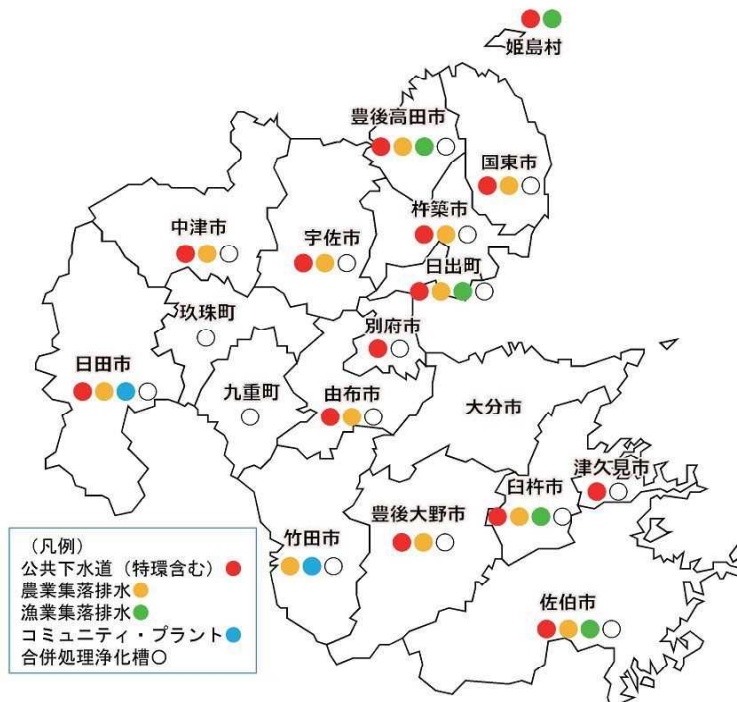 姫島村
豊後高田市
国東市
杵築市
中津市
宇佐市
日出町
玖珠町
別府市
日田市
九重町
由布市
大分市
津久見市
臼杵市
豊後大野市
竹田市
佐伯市
(凡例)
公共下水道(特環含む)
農業集落排水
漁業集落排水
コミュニティ・プラント
合併処理浄化槽